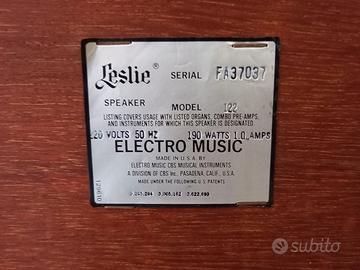 Leslie SERIAL FA37037
SPEAKER MODEL 122
LISTING COVERS USAGE WITH LISTED ORGANS, COMBO PRE-AMPS,
AND INSTRUMENTS FOR WHICH THIS SPEAKER IS DESIGNATED
220 VOLTS 50 HZ 190 WATTS 1.0 AMPS
ELECTRO MUSIC
MADE IN U.S.A. BY
ELECTRO MUSIC CBS MUSICAL INSTRUMENTS
A DIVISION OF CBS Inc. PASADENA, CALIF., U.S.A.
MADE UNDER THE FOLLOWING U.S. PATENTS
subito